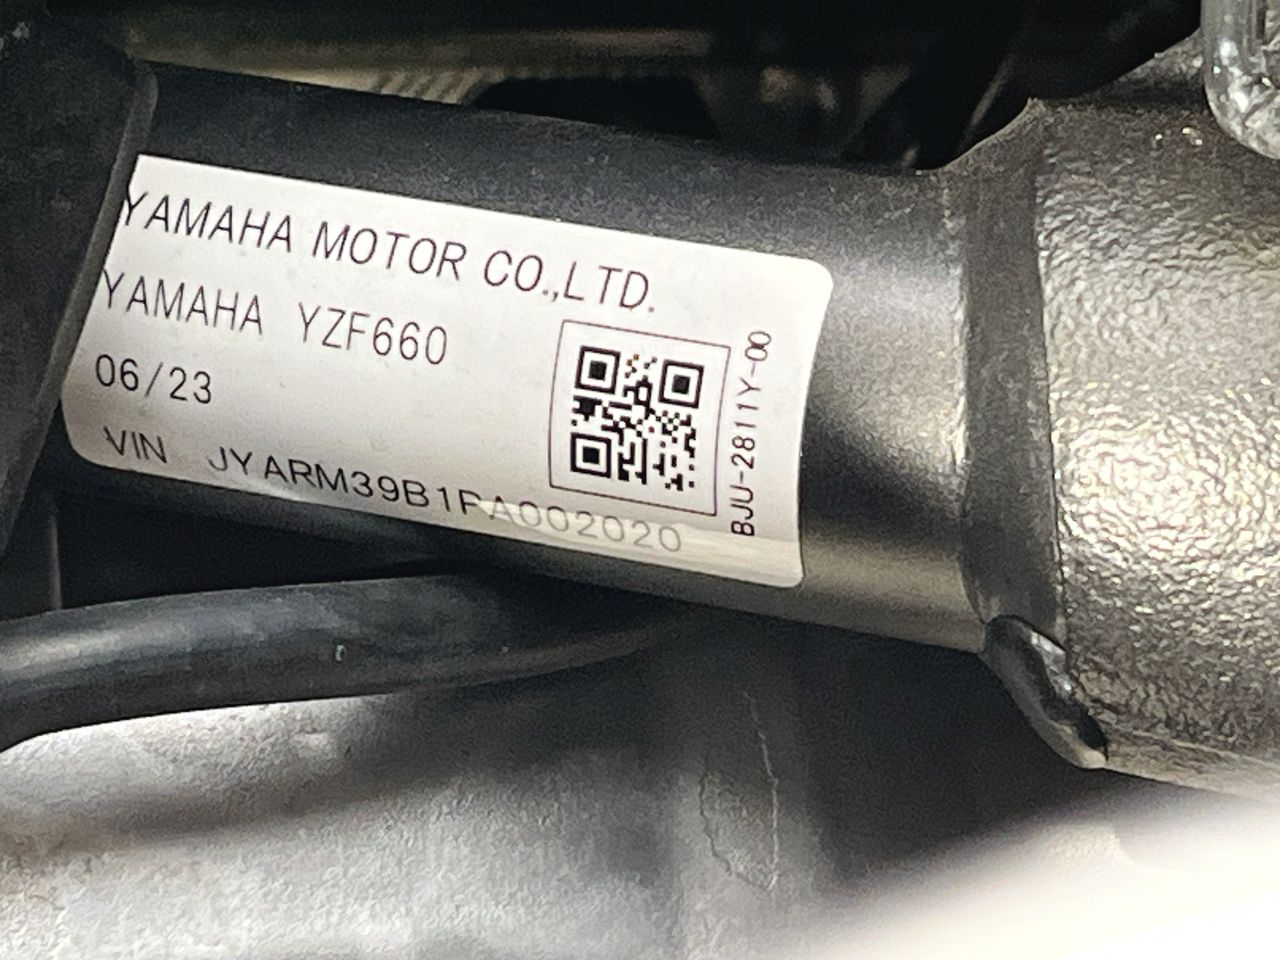 YAMAHA MOTOR CO.,LTD.
YAMAHA YZF660
06/23
VIN JYARM39B1PA002020
BJU-2811Y-00